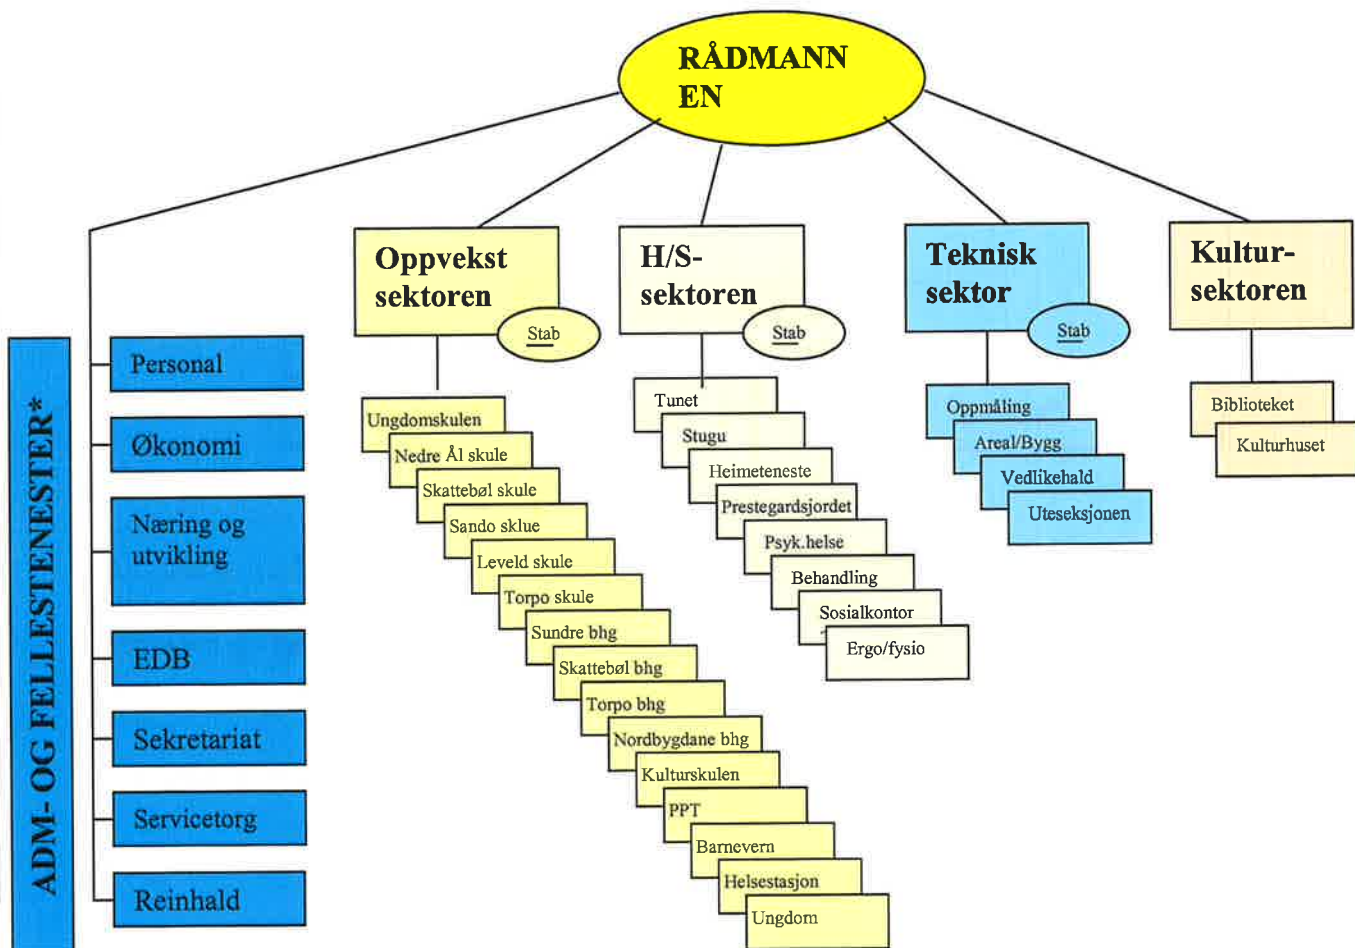 RÅDMANN
EN
ADM- OG FELLESTENESTER*
Personal
Økonomi
Næring og
utvikling
EDB
Sekretariat
Servicetorg
Reinhald
Oppvekst
sektoren
Stab
Ungdomskulen
Nedre Ål skule
Skattebøl skule
Sando sklue
Leveld skule
Torpo skule
Sundre bhg
Skattebøl bhg
Torpo bhg
Nordbygdane bhg
Kulturskulen
PPT
Barnevern
Helsestasjon
Ungdom
H/S-
sektoren
Stab
Tunet
Stugu
Heimeteneste
Prestegardsjordet
Psyk.helse
Behandling
Sosialkontor
Ergo/fysio
Teknisk
sektor
Stab
Oppmåling
Areal/Bygg
Vedlikehald
Uteseksjonen
Kultur-
sektoren
Biblioteket
Kulturhuset